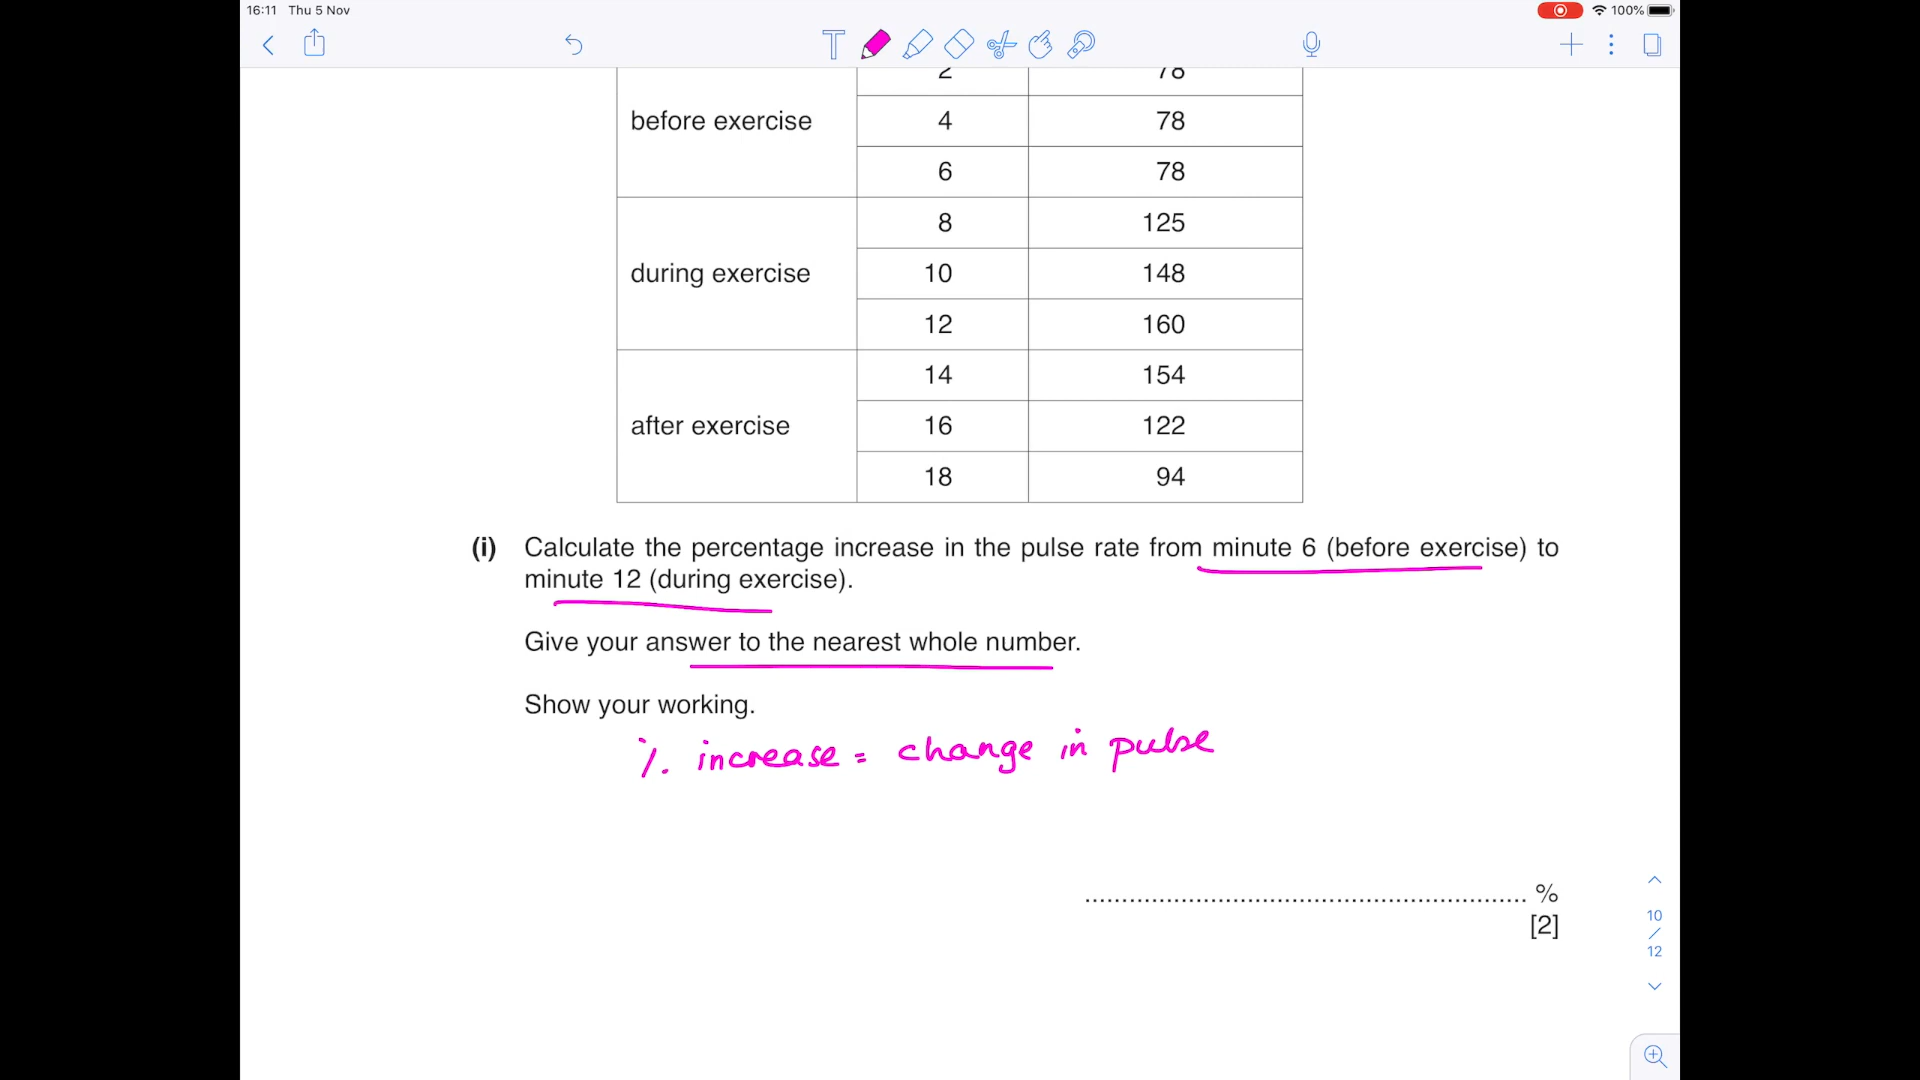 16:11 Thu 5 Nov
100%
T
2 78
before exercise 4 78
6 78
8 125
during exercise 10 148
12 160
14 154
after exercise 16 122
18 94
(i) Calculate the percentage increase in the pulse rate from minute 6 (before exercise) to
minute 12 (during exercise).
Give your answer to the nearest whole number.
Show your working.
% increase = change in pulse
.......................................................... %
[2]
10
/
12